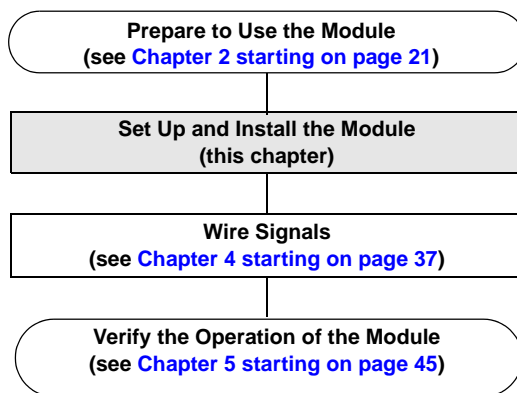 Prepare to Use the Module
(see Chapter 2 starting on page 21)
Set Up and Install the Module
(this chapter)
Wire Signals
(see Chapter 4 starting on page 37)
Verify the Operation of the Module
(see Chapter 5 starting on page 45)